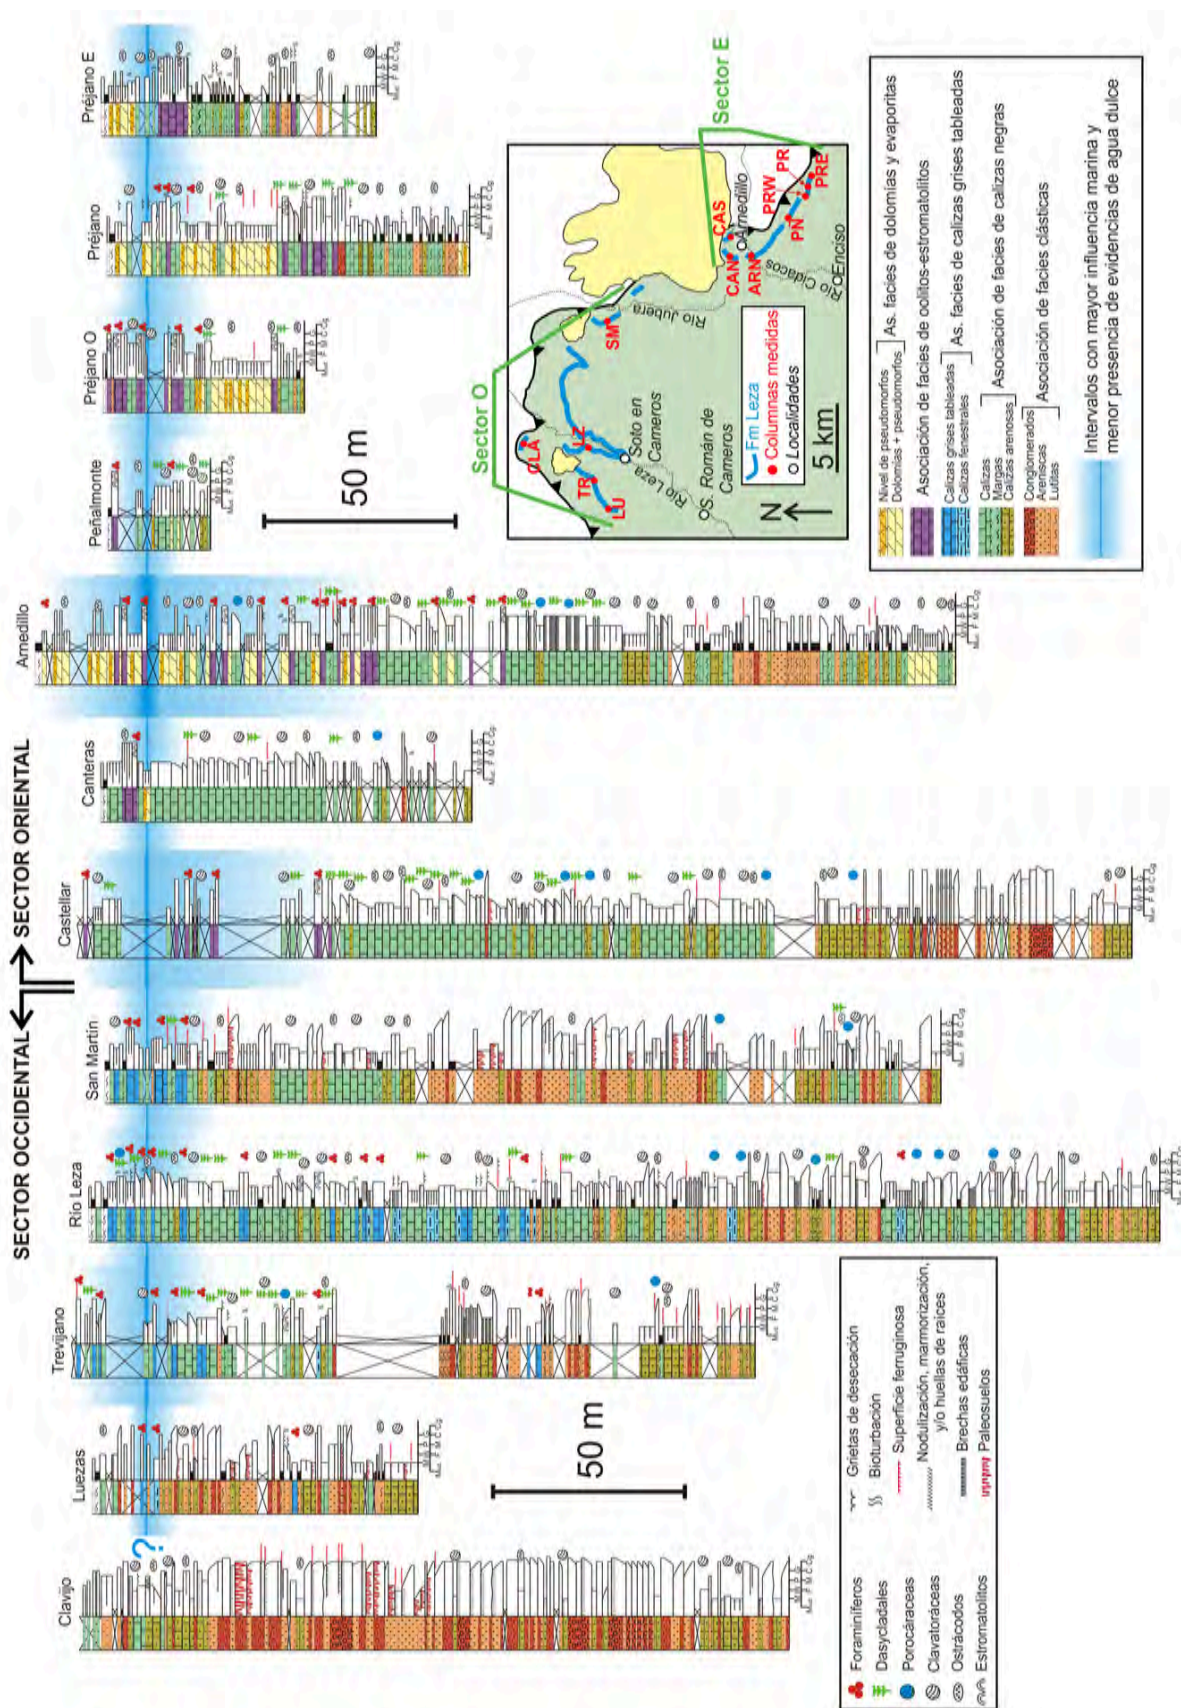 SECTOR OCCIDENTAL
SECTOR ORIENTAL
Clavijo
Luezas
Trevijano
Río Leza
San Martín
Castellar
Canteras
Arnedillo
Peñalmonte
Préjano O
Préjano
Préjano E
?
50 m
50 m
Foraminíferos
Dasycladales
Porocaráceas
Clavatoráceas
Ostrácodos
Estromatolitos
Grietas de desecación
Bioturbación
Superficie ferruginosa
Nodulización, marmorización,
y/o huellas de raíces
Brechas edáficas
Paleosuelos
Sector O
Sector E
CLA
LZ
TR
LU
SM
CAS
CAN
ARN
PN
PRW
PR
PRE
Arnedillo
Enciso
Río Cidacos
Río Jubera
Río Leza
Soto en
Cameros
S. Román de
Cameros
N
Fm Leza
Columnas medidas
Localidades
5 km
Nivel de pseudomorfos
Dolomías + pseudomorfos
As. facies de dolomías y evaporitas
Asociación de facies de oolitos-estromatolitos
Calizas grises tableadas
Calizas fenestrales
As. facies de calizas grises tableadas
Calizas
Margas
Calizas arenosas
Asociación de facies de calizas negras
Conglomerados
Areniscas
Lutitas
Asociación de facies clásticas
Intervalos con mayor influencia marina y
menor presencia de evidencias de agua dulce